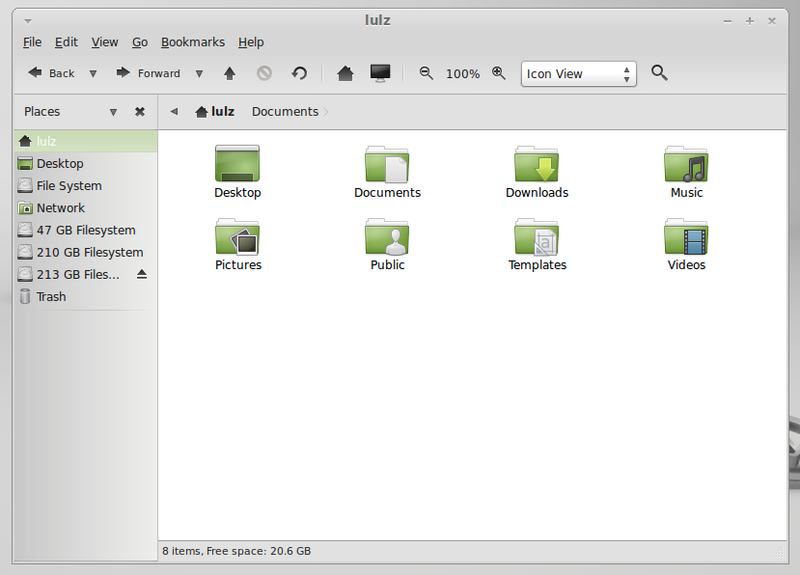 lulz
File Edit View Go Bookmarks Help
Back Forward 100% Icon View
Places lulz Documents
lulz
Desktop
File System
Network
47 GB Filesystem
210 GB Filesystem
213 GB Files...
Trash
Desktop Documents Downloads Music
Pictures Public Templates Videos
8 items, Free space: 20.6 GB